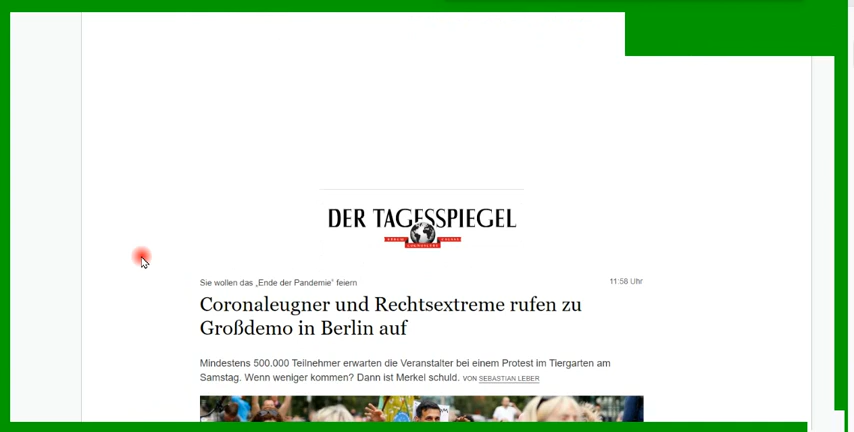 DER TAGESSPIEGEL
Sie wollen das „Ende der Pandemie“ feiern
11:58 Uhr
Coronaleugner und Rechtsextreme rufen zu
Großdemo in Berlin auf
Mindestens 500.000 Teilnehmer erwarten die Veranstalter bei einem Protest im Tiergarten am
Samstag. Wenn weniger kommen? Dann ist Merkel schuld. VON SEBASTIAN LEBER